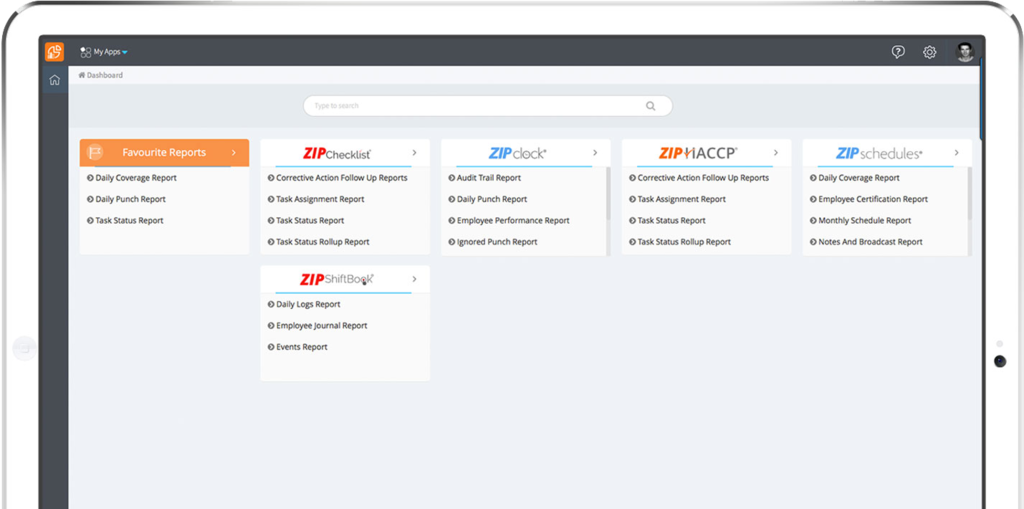 My Apps
Dashboard
Type to search
Favourite Reports
Daily Coverage Report
Daily Punch Report
Task Status Report
ZIPChecklist
Corrective Action Follow Up Reports
Task Assignment Report
Task Status Report
Task Status Rollup Report
ZIPclock®
Audit Trail Report
Daily Punch Report
Employee Performance Report
Ignored Punch Report
ZIPHACCP®
Corrective Action Follow Up Reports
Task Assignment Report
Task Status Report
Task Status Rollup Report
ZIPschedules®
Daily Coverage Report
Employee Certification Report
Monthly Schedule Report
Notes And Broadcast Report
ZIPShiftBook
Daily Logs Report
Employee Journal Report
Events Report